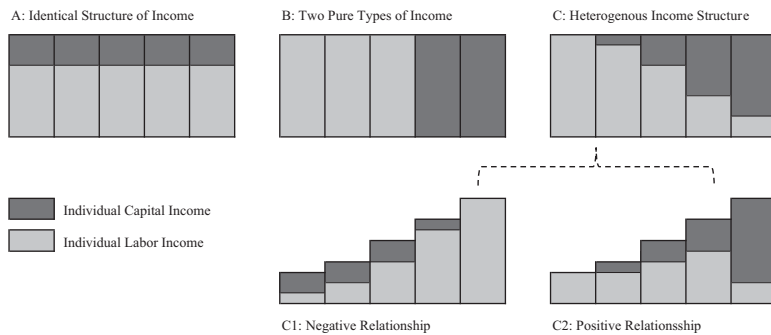 A: Identical Structure of Income
B: Two Pure Types of Income
C: Heterogenous Income Structure
Individual Capital Income
Individual Labor Income
C1: Negative Relationship
C2: Positive Relationship